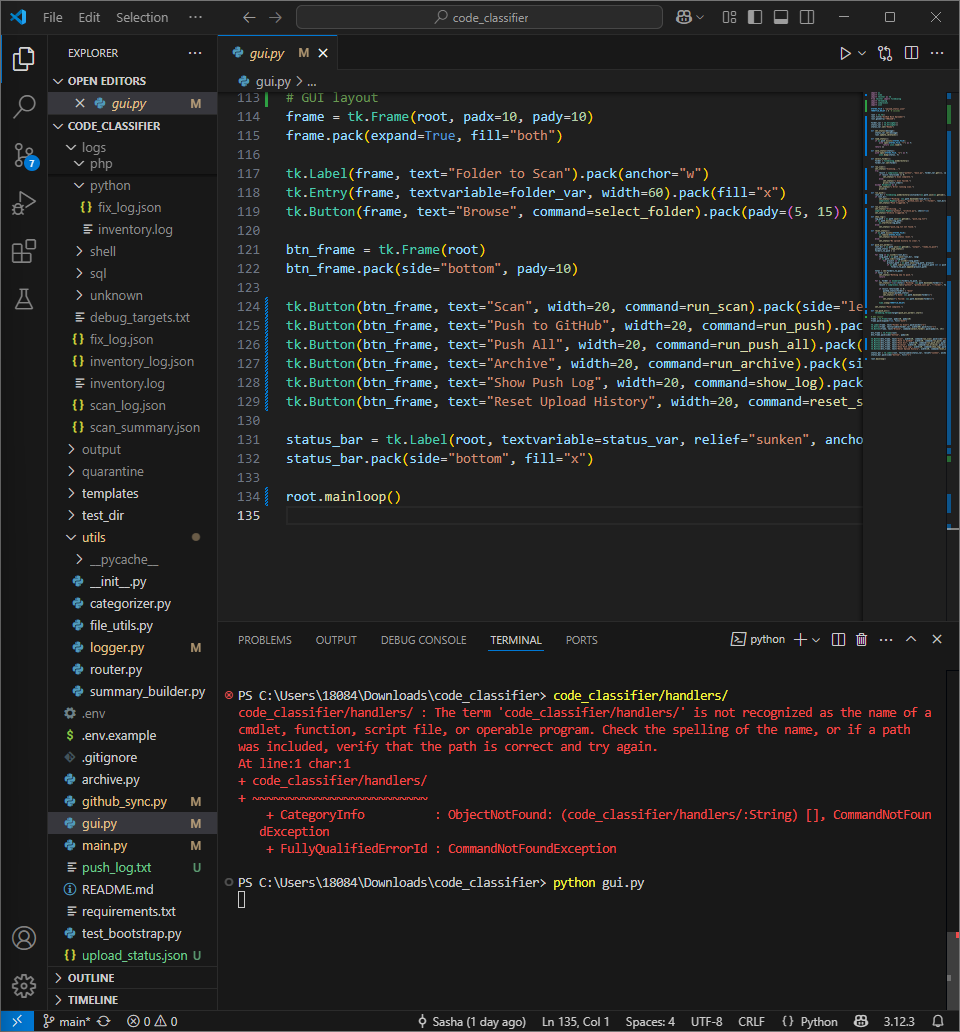 File Edit Selection ··· code_classifier
EXPLORER ···
OPEN EDITORS
gui.py M
CODE_CLASSIFIER
logs
php
python
fix_log.json
inventory.log
shell
sql
unknown
debug_targets.txt
fix_log.json
inventory_log.json
inventory.log
scan_log.json
scan_summary.json
output
quarantine
templates
test_dir
utils
__pycache__
__init__.py
categorizer.py
file_utils.py
logger.py M
router.py
summary_builder.py
.env
.env.example
.gitignore
archive.py
github_sync.py M
gui.py M
main.py M
push_log.txt U
README.md
requirements.txt
test_bootstrap.py
upload_status.json U
OUTLINE
TIMELINE
7
gui.py M
gui.py > ...
113 # GUI layout
114 frame = tk.Frame(root, padx=10, pady=10)
115 frame.pack(expand=True, fill="both")
116
117 tk.Label(frame, text="Folder to Scan").pack(anchor="w")
118 tk.Entry(frame, textvariable=folder_var, width=60).pack(fill="x")
119 tk.Button(frame, text="Browse", command=select_folder).pack(pady=(5, 15))
120
121 btn_frame = tk.Frame(root)
122 btn_frame.pack(side="bottom", pady=10)
123
124 tk.Button(btn_frame, text="Scan", width=20, command=run_scan).pack(side="le
125 tk.Button(btn_frame, text="Push to GitHub", width=20, command=run_push).pac
126 tk.Button(btn_frame, text="Push All", width=20, command=run_push_all).pack(
127 tk.Button(btn_frame, text="Archive", width=20, command=run_archive).pack(si
128 tk.Button(btn_frame, text="Show Push Log", width=20, command=show_log).pack
129 tk.Button(btn_frame, text="Reset Upload History", width=20, command=reset_s
130
131 status_bar = tk.Label(root, textvariable=status_var, relief="sunken", ancho
132 status_bar.pack(side="bottom", fill="x")
133
134 root.mainloop()
135
PROBLEMS OUTPUT DEBUG CONSOLE TERMINAL PORTS python
PS C:\Users\18084\Downloads\code_classifier> code_classifier/handlers/
code_classifier/handlers/ : The term 'code_classifier/handlers/' is not recognized as the name of a
cmdlet, function, script file, or operable program. Check the spelling of the name, or if a path
was included, verify that the path is correct and try again.
At line:1 char:1
+ code_classifier/handlers/
+ ~~~~~~~~~~~~~~~~~~~~~~~~~
+ CategoryInfo : ObjectNotFound: (code_classifier/handlers/:String) [], CommandNotFoun
dException
+ FullyQualifiedErrorId : CommandNotFoundException
PS C:\Users\18084\Downloads\code_classifier> python gui.py
main* 0 0 Sasha (1 day ago) Ln 135, Col 1 Spaces: 4 UTF-8 CRLF {} Python 3.12.3